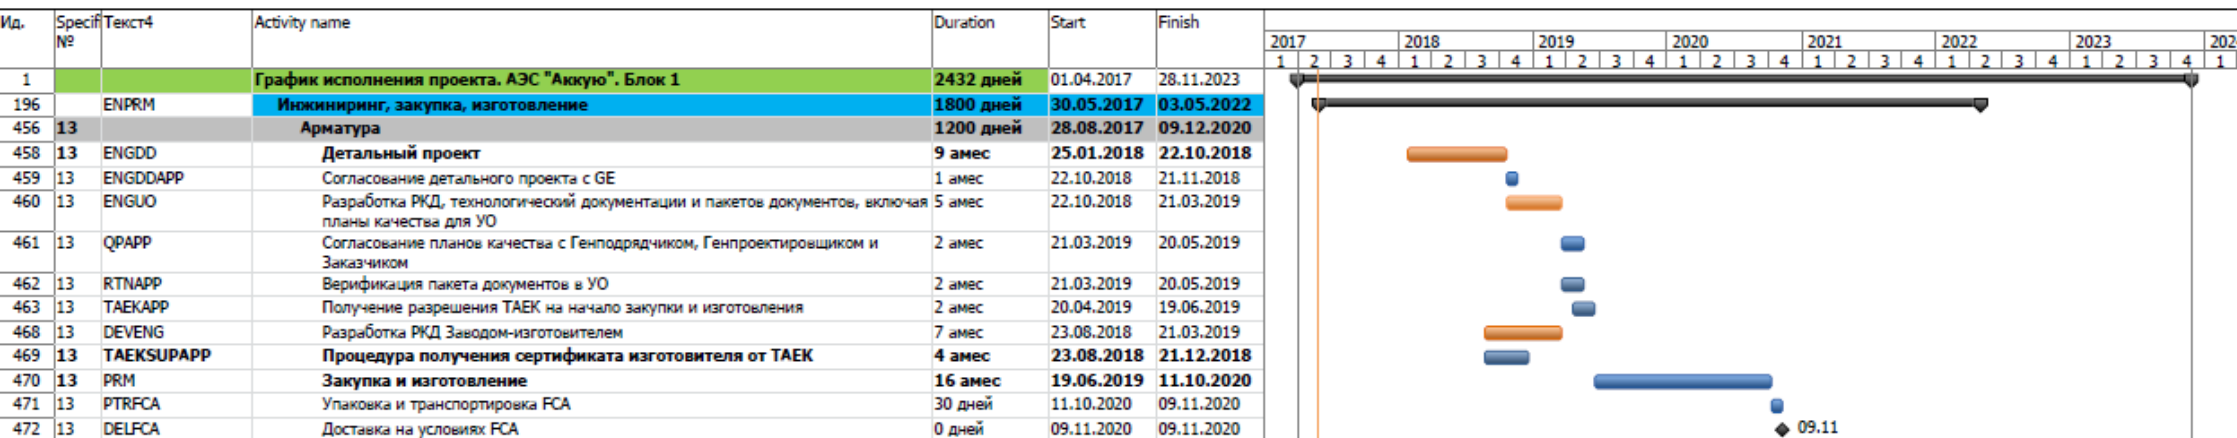 Ид. Specif Текст4 Activity name Duration Start Finish
№
2017 2018 2019 2020 2021 2022 2023 202
1 2 3 4 1 2 3 4 1 2 3 4 1 2 3 4 1 2 3 4 1 2 3 4 1 2 3 4 1
1 График исполнения проекта. АЭС "Аккую". Блок 1 2432 дней 01.04.2017 28.11.2023
196 ENPRM Инжиниринг, закупка, изготовление 1800 дней 30.05.2017 03.05.2022
456 13 Арматура 1200 дней 28.08.2017 09.12.2020
458 13 ENGDD Детальный проект 9 амес 25.01.2018 22.10.2018
459 13 ENGDDAPP Согласование детального проекта с GE 1 амес 22.10.2018 21.11.2018
460 13 ENGUO Разработка РКД, технологический документации и пакетов документов, включая 5 амес 22.10.2018 21.03.2019
планы качества для УО
461 13 QPAPP Согласование планов качества с Генподрядчиком, Генпроектировщиком и 2 амес 21.03.2019 20.05.2019
Заказчиком
462 13 RTNAPP Верификация пакета документов в УО 2 амес 21.03.2019 20.05.2019
463 13 TAEKAPP Получение разрешения ТАЕК на начало закупки и изготовления 2 амес 20.04.2019 19.06.2019
468 13 DEVENG Разработка РКД Заводом-изготовителем 7 амес 23.08.2018 21.03.2019
469 13 TAEKSUPAPP Процедура получения сертификата изготовителя от ТАЕК 4 амес 23.08.2018 21.12.2018
470 13 PRM Закупка и изготовление 16 амес 19.06.2019 11.10.2020
471 13 PTRFCA Упаковка и транспортировка FCA 30 дней 11.10.2020 09.11.2020
472 13 DELFCA Доставка на условиях FCA 0 дней 09.11.2020 09.11.2020 09.11